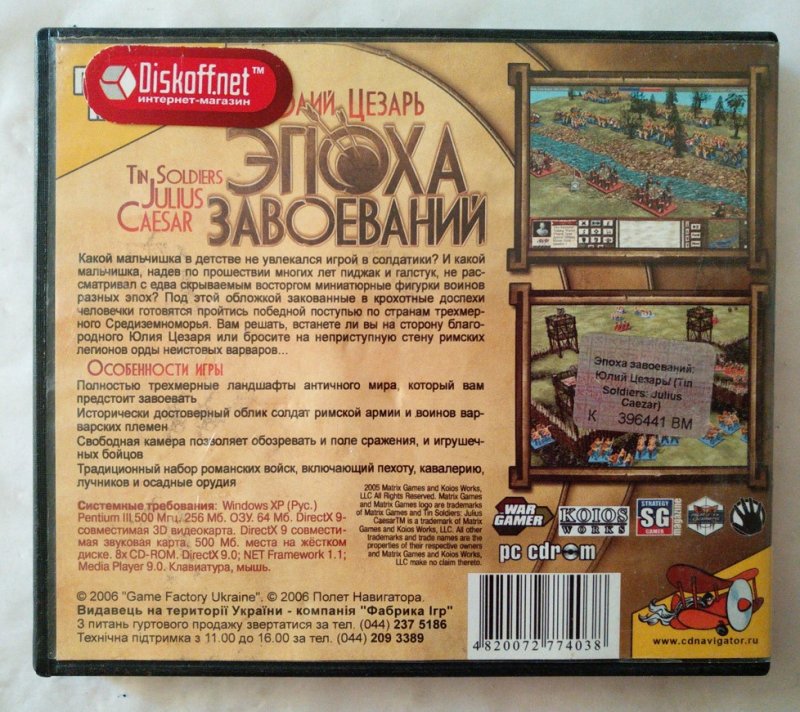 Diskoff.net™
интернет-магазин
Цезарь
ЭПОХА
ЗАВОЕВАНИЙ
Tin Soldiers
Julius
Caesar
Какой мальчишка в детстве не увлекался игрой в солдатики? И какой
мальчишка, надев по прошествии многих лет пиджак и галстук, не рас-
сматривал с едва скрываемым восторгом миниатюрные фигурки воинов
разных эпох? Под этой обложкой закованные в крохотные доспехи
человечки готовятся пройтись победной поступью по странам трехмер-
ного Средиземноморья. Вам решать, встанете ли вы на сторону благо-
родного Юлия Цезаря или бросите на неприступную стену римских
легионов орды неистовых варваров...
Особенности игры
Полностью трехмерные ландшафты античного мира, который вам
предстоит завоевать
Исторически достоверный облик солдат римской армии и воинов вар-
варских племен
Свободная камера позволяет обозревать и поле сражения, и игрушеч-
ных бойцов
Традиционный набор романских войск, включающий пехоту, кавалерию,
лучников и осадные орудия
Системные требования: Windows XP (Рус.)
Pentium III,500 Мгц. 256 Мб. ОЗУ. 64 Мб. DirectX 9-
совместимая 3D видеокарта. DirectX 9 совмести-
мая звуковая карта. 500 Мб. места на жёстком
диске. 8x CD-ROM. DirectX 9.0; NET Framework 1.1;
Media Player 9.0. Клавиатура, мышь.
2005 Matrix Games and Koios Works,
LLC All Rights Reserved. Matrix Games
and Matrix Games logo are trademarks
of Matrix Games and Tin Soldiers: Julius
CaesarTM is a trademark of Matrix
Games and Koios Works, LLC. All other
trademarks and trade names are the
properties of their respective owners
and Matrix Games and Koios Works,
LLC make no claim thereto.
Эпоха завоеваний:
Юлий Цезарь/ (Tin
Soldiers: Julius
Caezar)
К 396441 ВМ
WAR
GAMER
KOIOS
WORKS
STRATEGY
SG
GAMER
magazine
pc cdrom
© 2006 "Game Factory Ukraine". © 2006 Полет Навигатора.
Видавець на території України - компанія "Фабрика Ігр"
З питань гуртового продажу звертатися за тел. (044) 237 5186
Технічна підтримка з 11.00 до 16.00 за тел. (044) 209 3389
4820072774038
www.cdnavigator.ru